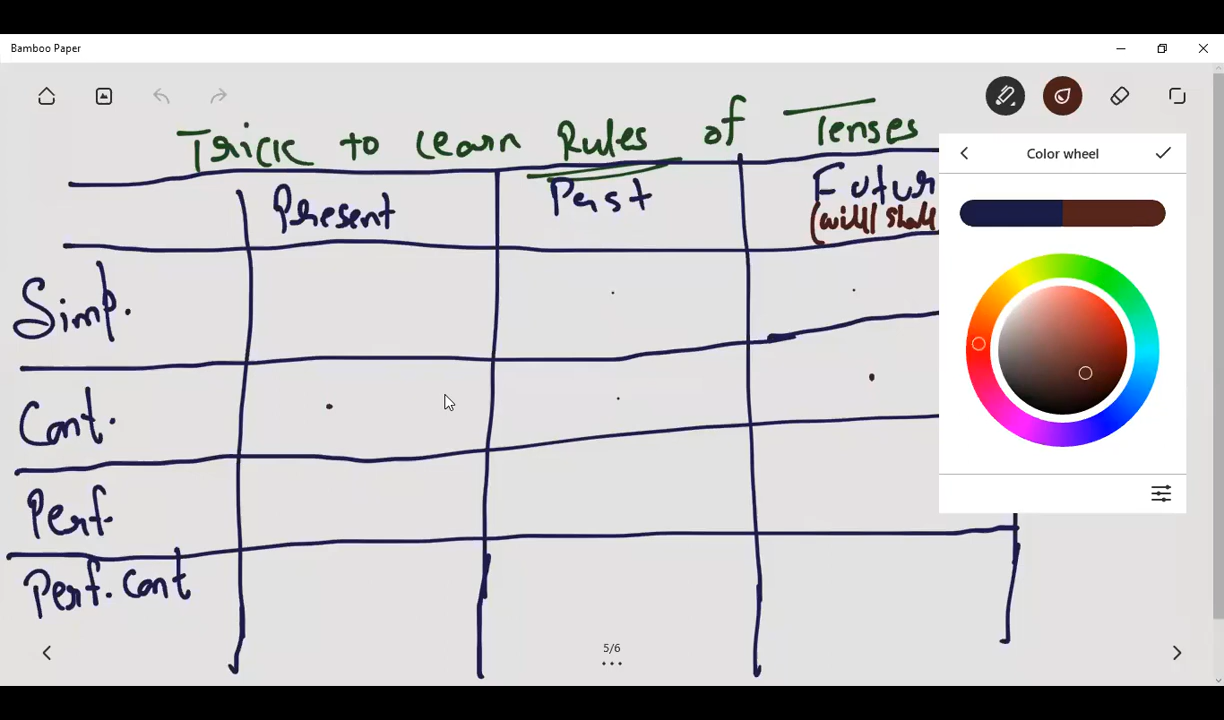 Bamboo Paper
Trick to learn Rules of Tenses
Color wheel
Present Past Futur
(will/ shall
Simp.
Cont.
Perf.
Perf. Cont
5/6